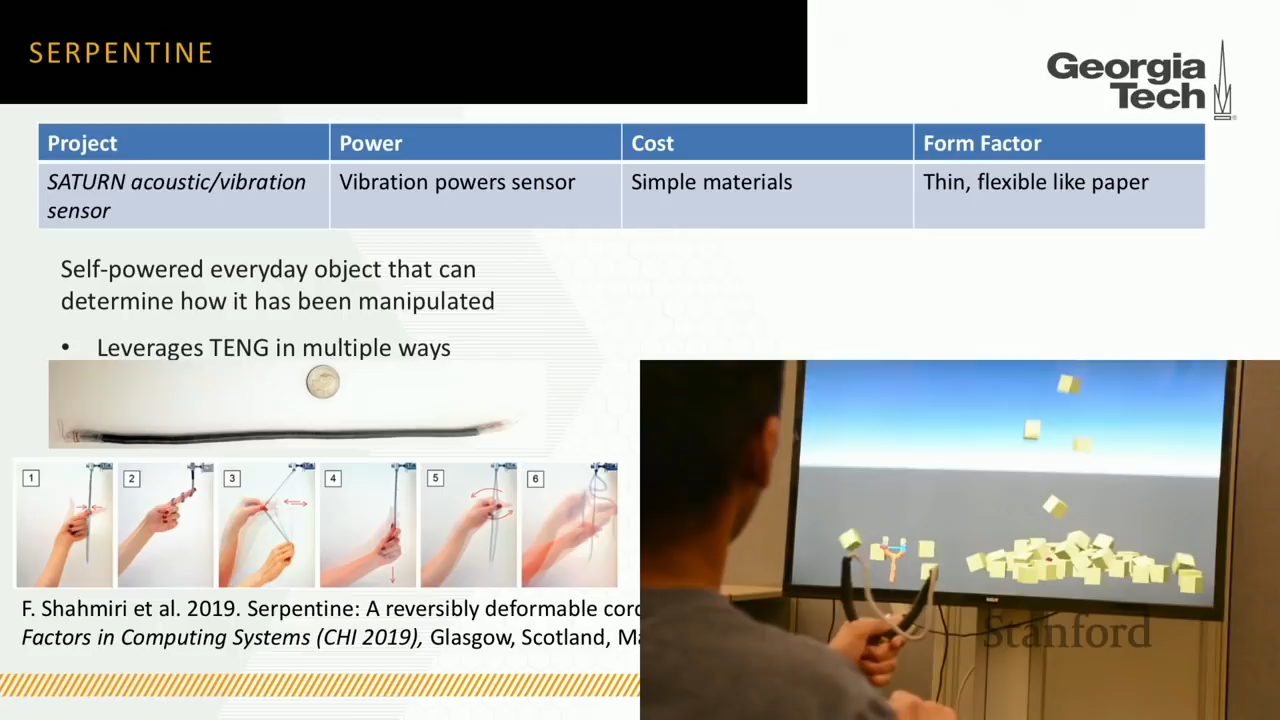 SERPENTINE
Georgia
Tech
Project Power Cost Form Factor
SATURN acoustic/vibration Vibration powers sensor Simple materials Thin, flexible like paper
sensor
Self-powered everyday object that can
determine how it has been manipulated
• Leverages TENG in multiple ways
1 2 3 4 5 6
F. Shahmiri et al. 2019. Serpentine: A reversibly deformable cord
Factors in Computing Systems (CHI 2019), Glasgow, Scotland, Ma
Stanford